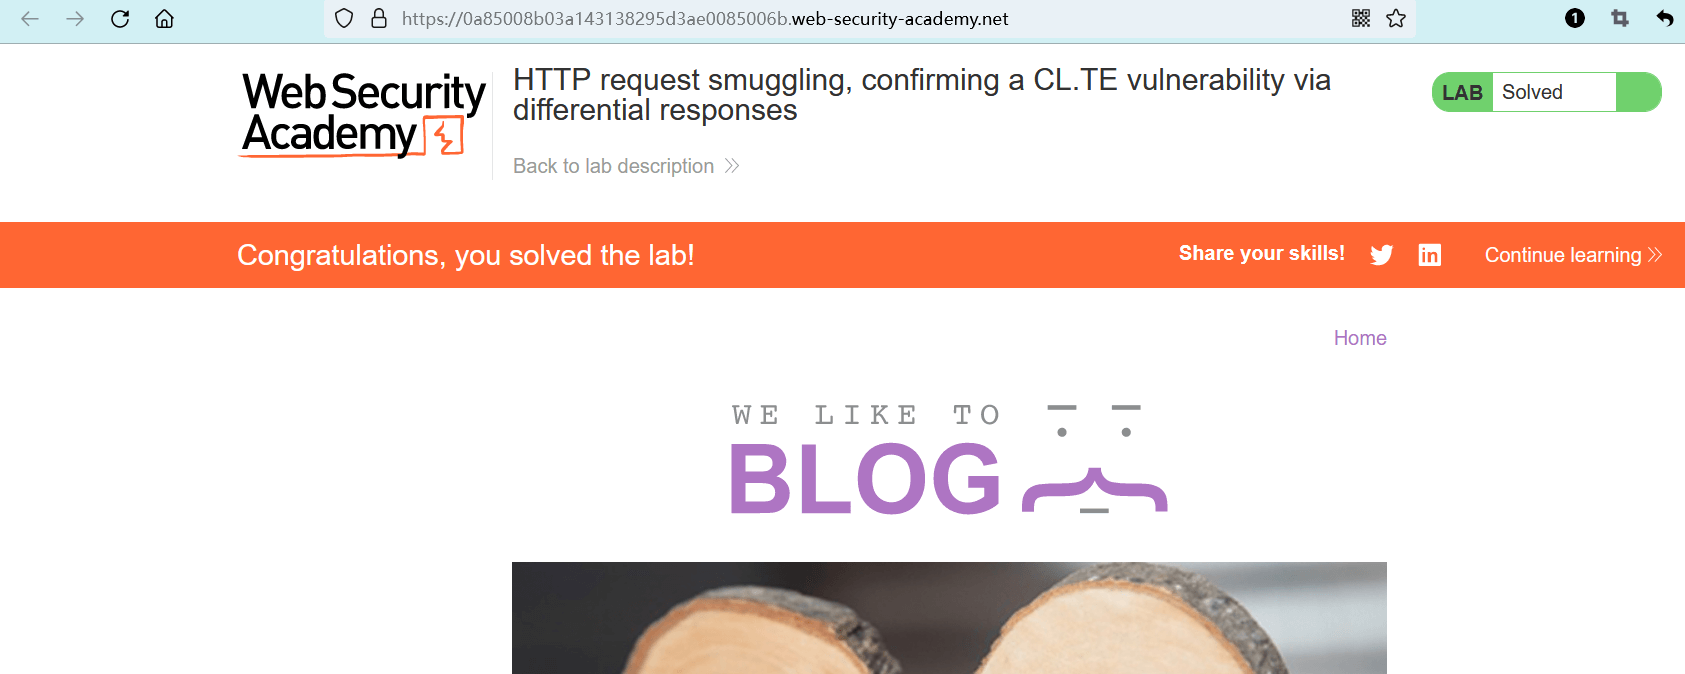 https://0a85008b03a143138295d3ae0085006b.web-security-academy.net
1
Web Security
Academy
HTTP request smuggling, confirming a CL.TE vulnerability via
differential responses
Back to lab description
LAB Solved
Congratulations, you solved the lab!
Share your skills!
in
Continue learning
Home
WE LIKE TO
BLOG